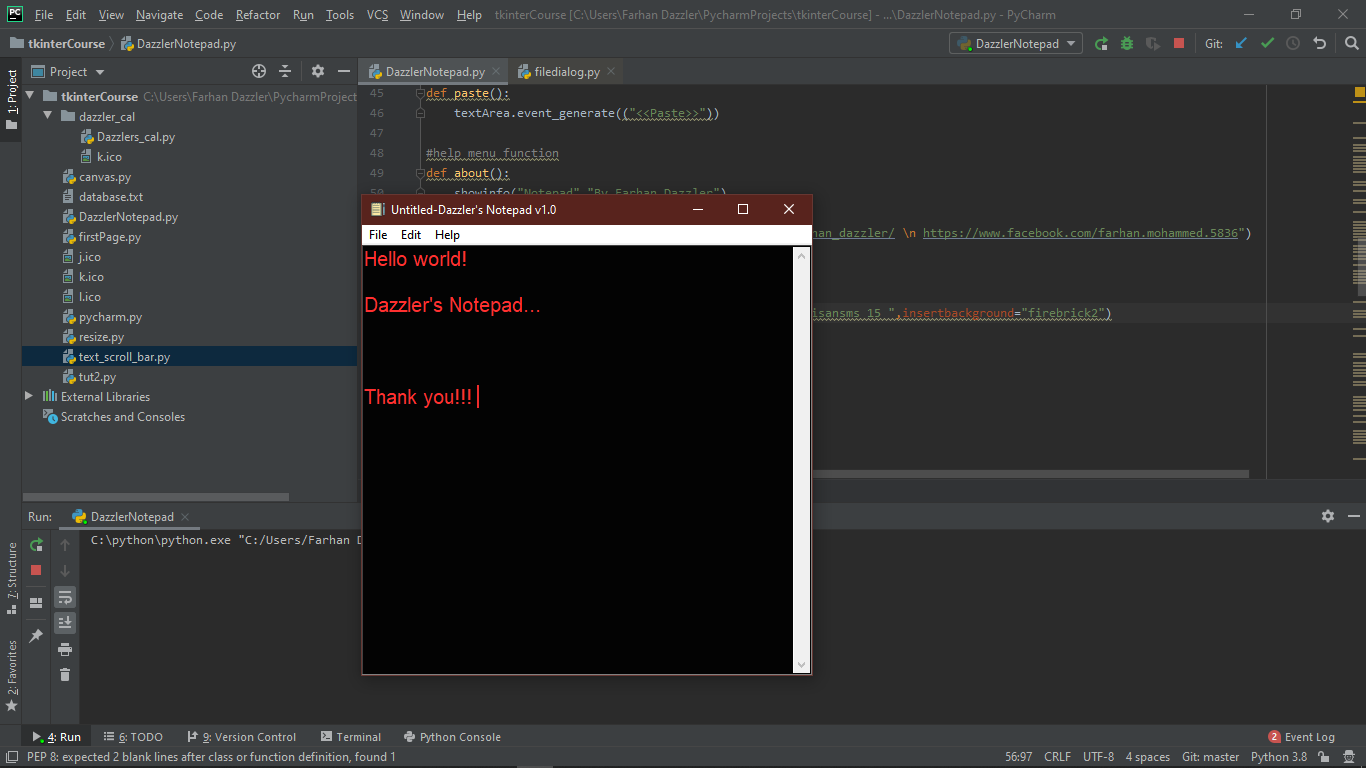 File Edit View Navigate Code Refactor Run Tools VCS Window Help tkinterCourse [C:\Users\Farhan Dazzler\PycharmProjects\tkinterCourse] - ...\DazzlerNotepad.py - PyCharm
tkinterCourse DazzlerNotepad.py DazzlerNotepad Git:
1: Project
Project
DazzlerNotepad.py filedialog.py
tkinterCourse C:\Users\Farhan Dazzler\PycharmProject
dazzler_cal
Dazzlers_cal.py
k.ico
canvas.py
database.txt
DazzlerNotepad.py
firstPage.py
j.ico
k.ico
l.ico
pycharm.py
resize.py
text_scroll_bar.py
tut2.py
External Libraries
Scratches and Consoles
45 def paste():
46 textArea.event_generate(("<<Paste>>"))
47
48 #help menu function
49 def about():
50 showinfo("Notepad","By Farhan Dazzler")
han_dazzler/ \n https://www.facebook.com/farhan.mohammed.5836")
isansms 15 ",insertbackground="firebrick2")
Untitled-Dazzler's Notepad v1.0
File Edit Help
Hello world!
Dazzler's Notepad...
Thank you!!!
Run: DazzlerNotepad
C:\python\python.exe "C:/Users/Farhan D
7: Structure
2: Favorites
4: Run 6: TODO 9: Version Control Terminal Python Console 2 Event Log
PEP 8: expected 2 blank lines after class or function definition, found 1 56:97 CRLF UTF-8 4 spaces Git: master Python 3.8